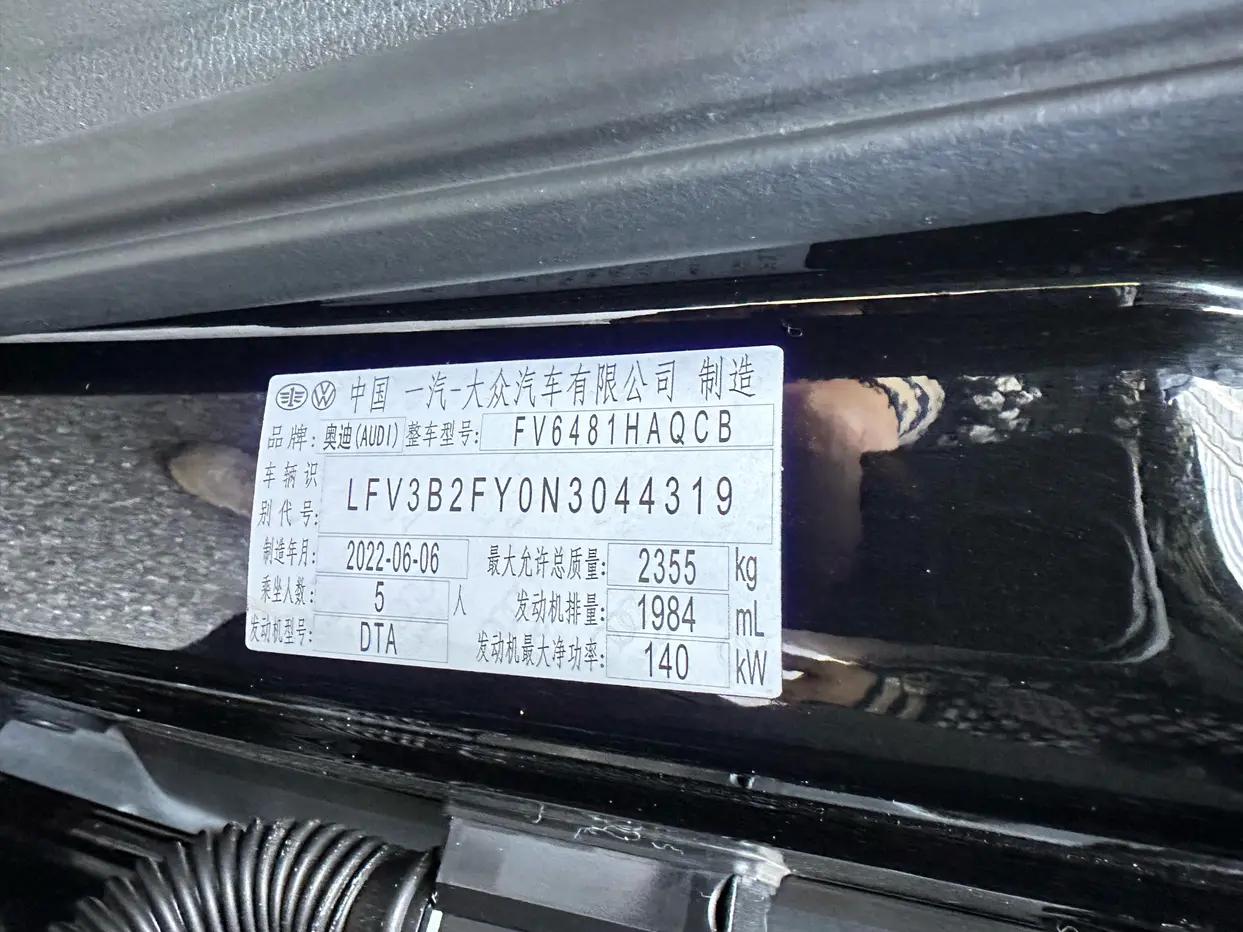 中国 一汽-大众汽车有限公司 制造
品牌: 奥迪(AUDI) 整车型号: FV6481HAQCB
车辆识别代号: LFV3B2FY0N3044319
制造年月: 2022-06-06 最大允许总质量: 2355 kg
乘坐人数: 5 人 发动机排量: 1984 mL
发动机型号: DTA 发动机最大净功率: 140 kW